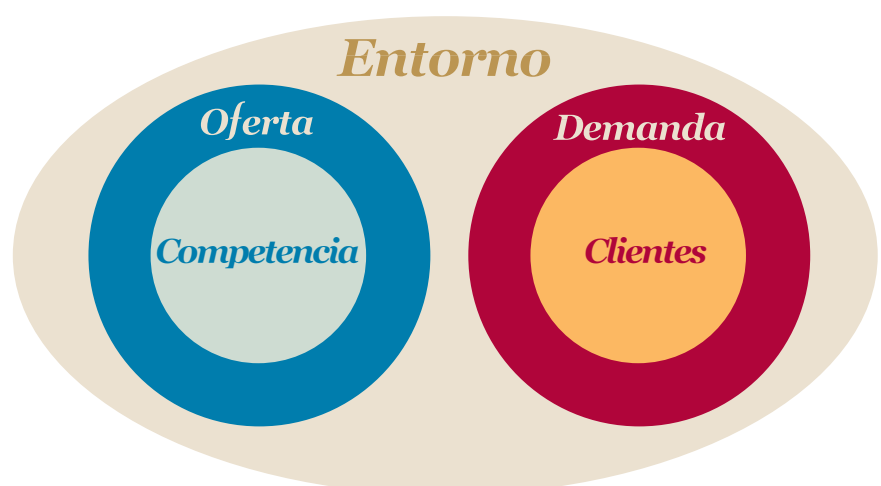 Entorno
Oferta
Demanda
Competencia
Clientes